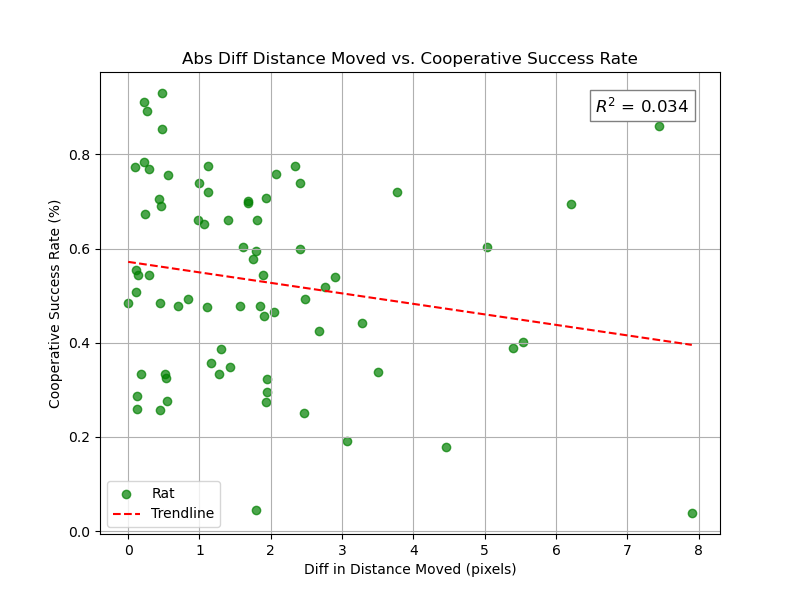 Abs Diff Distance Moved vs. Cooperative Success Rate
R² = 0.034
Cooperative Success Rate (%)
0.8
0.6
0.4
0.2
0.0
Rat
Trendline
0 1 2 3 4 5 6 7 8
Diff in Distance Moved (pixels)